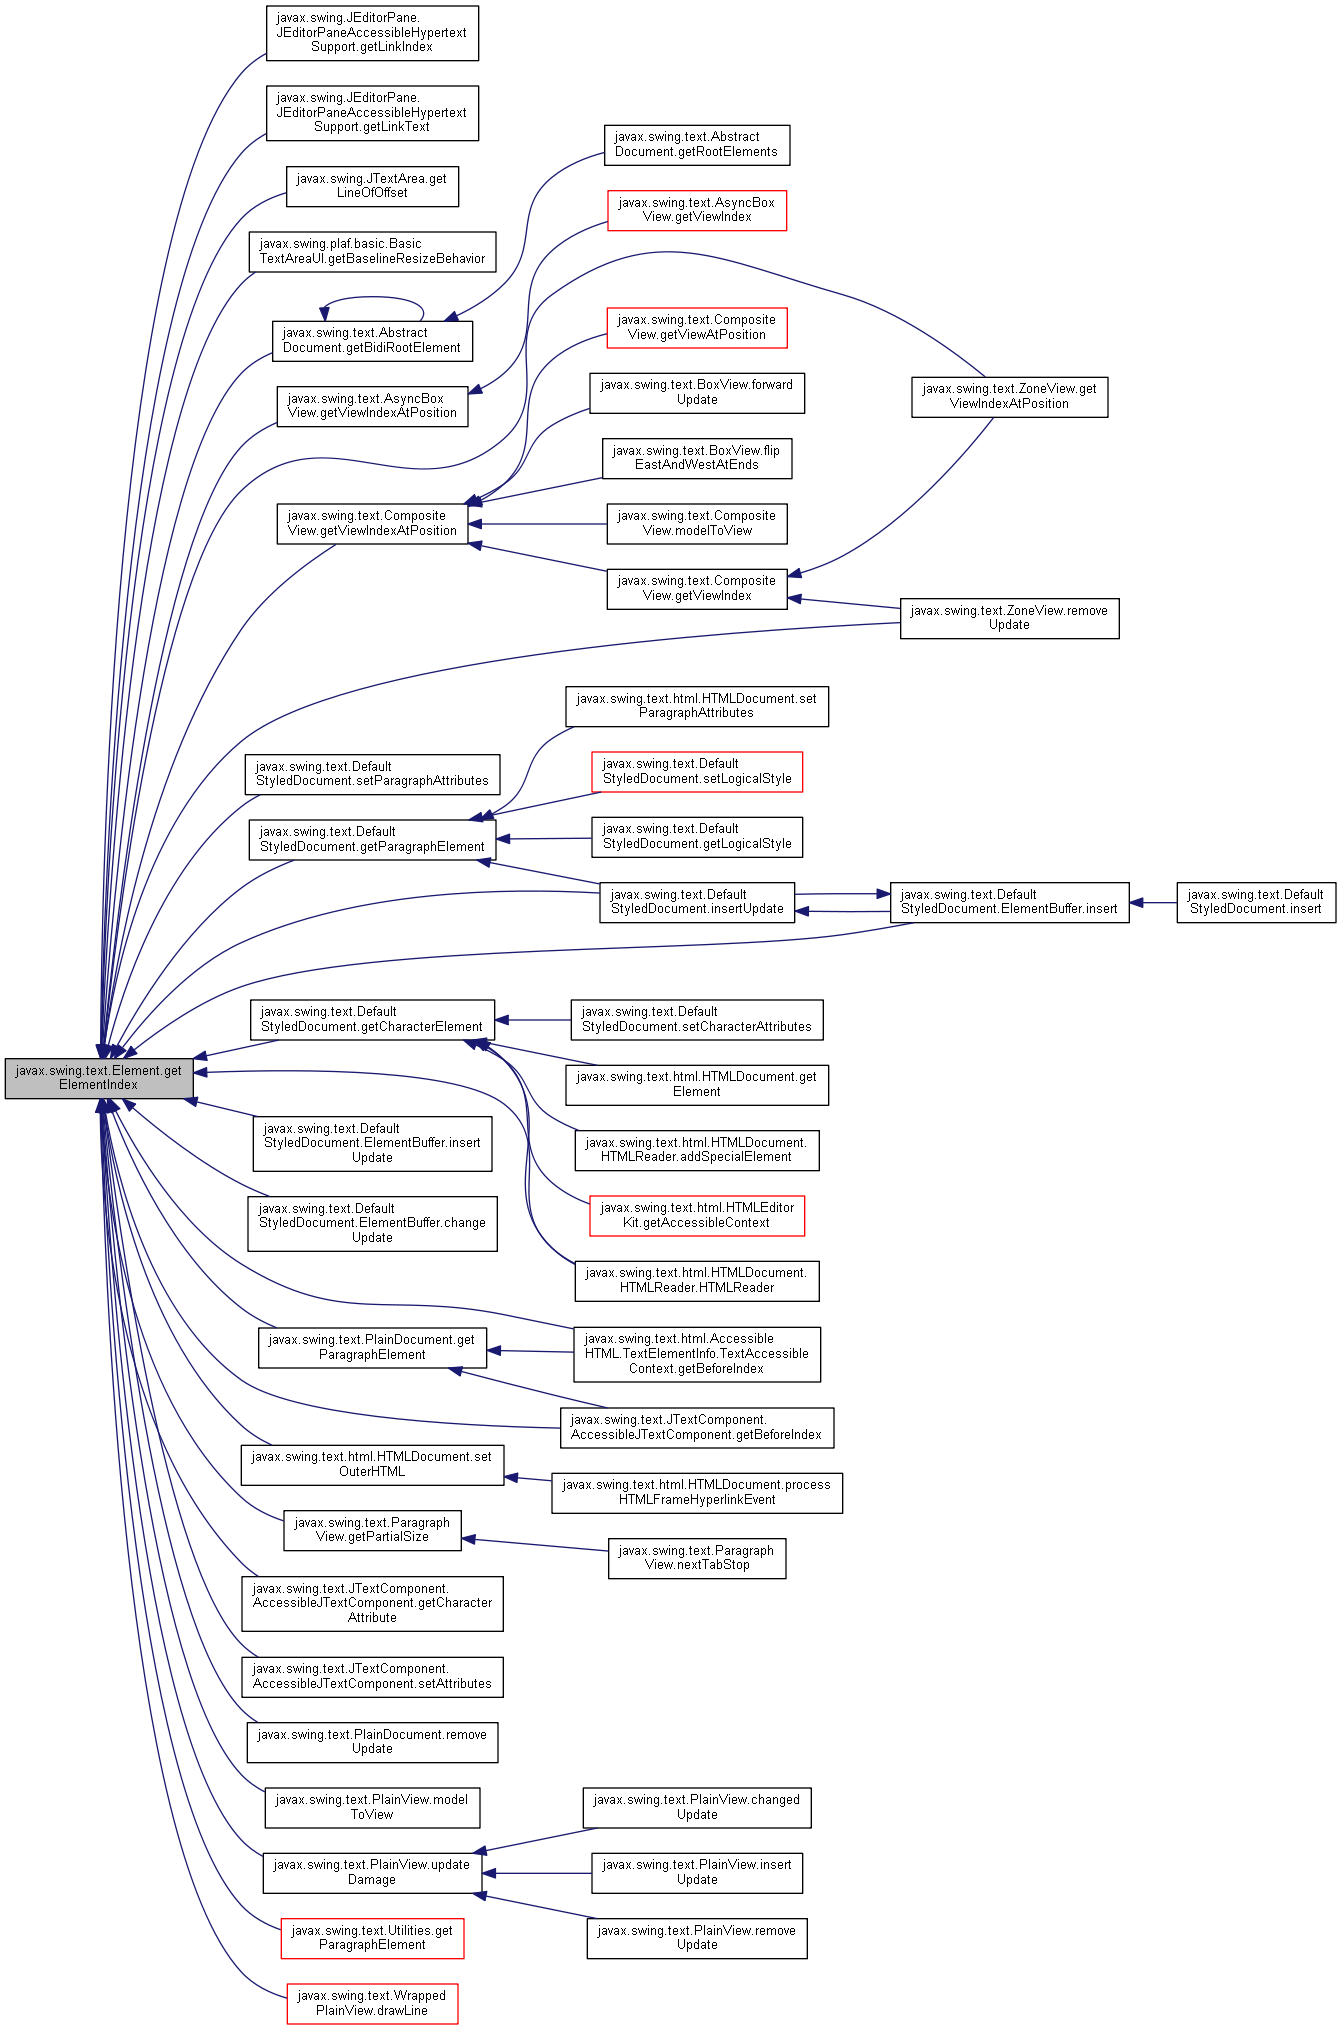 javax.swing.JEditorPane.
JEditorPaneAccessibleHypertext
Support.getLinkIndex
javax.swing.JEditorPane.
JEditorPaneAccessibleHypertext
Support.getLinkText
javax.swing.text.Abstract
Document.getRootElements
javax.swing.JTextArea.get
LineOfOffset
javax.swing.text.AsyncBox
View.getViewIndex
javax.swing.plaf.basic.Basic
TextAreaUI.getBaselineResizeBehavior
javax.swing.text.Abstract
Document.getBidiRootElement
javax.swing.text.Composite
View.getViewAtPosition
javax.swing.text.BoxView.forward
Update
javax.swing.text.ZoneView.get
ViewIndexAtPosition
javax.swing.text.AsyncBox
View.getViewIndexAtPosition
javax.swing.text.BoxView.flip
EastAndWestAtEnds
javax.swing.text.Composite
View.getViewIndexAtPosition
javax.swing.text.Composite
View.modelToView
javax.swing.text.Composite
View.getViewIndex
javax.swing.text.ZoneView.remove
Update
javax.swing.text.html.HTMLDocument.set
ParagraphAttributes
javax.swing.text.Default
StyledDocument.setParagraphAttributes
javax.swing.text.Default
StyledDocument.setLogicalStyle
javax.swing.text.Default
StyledDocument.getParagraphElement
javax.swing.text.Default
StyledDocument.getLogicalStyle
javax.swing.text.Default
StyledDocument.insertUpdate
javax.swing.text.Default
StyledDocument.ElementBuffer.insert
javax.swing.text.Default
StyledDocument.insert
javax.swing.text.Default
StyledDocument.getCharacterElement
javax.swing.text.Default
StyledDocument.setCharacterAttributes
javax.swing.text.Element.get
ElementIndex
javax.swing.text.html.HTMLDocument.get
Element
javax.swing.text.Default
StyledDocument.ElementBuffer.insert
Update
javax.swing.text.html.HTMLDocument.
HTMLReader.addSpecialElement
javax.swing.text.Default
StyledDocument.ElementBuffer.change
Update
javax.swing.text.html.HTMLEditor
Kit.getAccessibleContext
javax.swing.text.html.HTMLDocument.
HTMLReader.HTMLReader
javax.swing.text.PlainDocument.get
ParagraphElement
javax.swing.text.html.Accessible
HTML.TextElementInfo.TextAccessible
Context.getBeforeIndex
javax.swing.text.JTextComponent.
AccessibleJTextComponent.getBeforeIndex
javax.swing.text.html.HTMLDocument.set
OuterHTML
javax.swing.text.html.HTMLDocument.process
HTMLFrameHyperlinkEvent
javax.swing.text.Paragraph
View.getPartialSize
javax.swing.text.Paragraph
View.nextTabStop
javax.swing.text.JTextComponent.
AccessibleJTextComponent.getCharacter
Attribute
javax.swing.text.JTextComponent.
AccessibleJTextComponent.setAttributes
javax.swing.text.PlainDocument.remove
Update
javax.swing.text.PlainView.model
ToView
javax.swing.text.PlainView.changed
Update
javax.swing.text.PlainView.update
Damage
javax.swing.text.PlainView.insert
Update
javax.swing.text.Utilities.get
ParagraphElement
javax.swing.text.PlainView.remove
Update
javax.swing.text.Wrapped
PlainView.drawLine